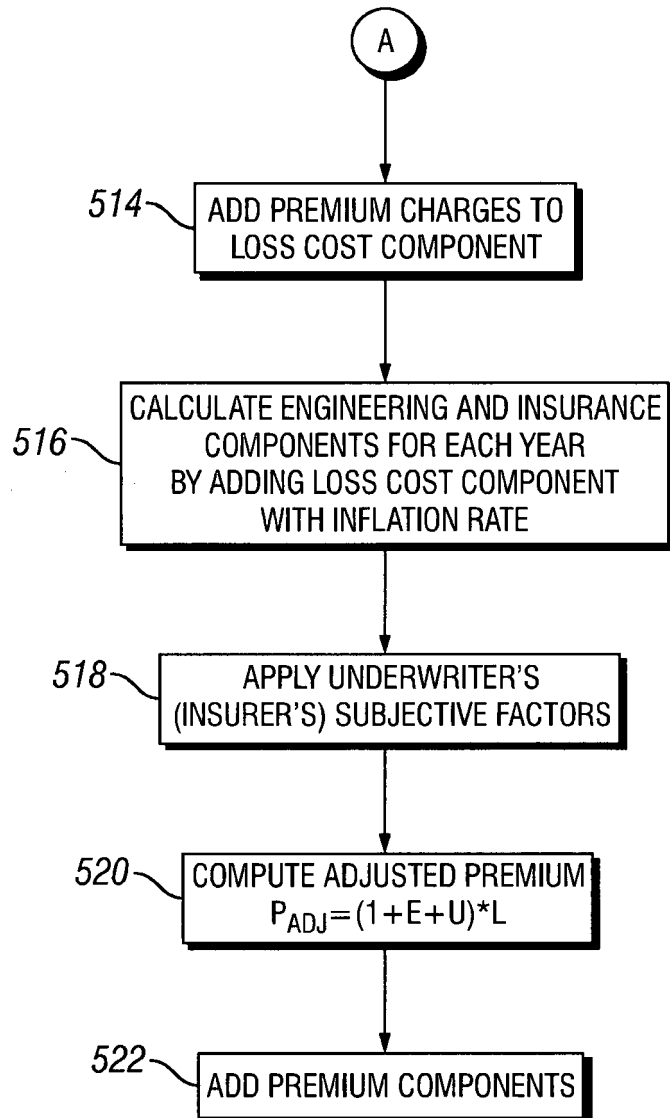 A
514
ADD PREMIUM CHARGES TO
LOSS COST COMPONENT
516
CALCULATE ENGINEERING AND INSURANCE
COMPONENTS FOR EACH YEAR
BY ADDING LOSS COST COMPONENT
WITH INFLATION RATE
518
APPLY UNDERWRITER'S
(INSURER'S) SUBJECTIVE FACTORS
520
COMPUTE ADJUSTED PREMIUM
P_ADJ=(1+E+U)*L
522
ADD PREMIUM COMPONENTS